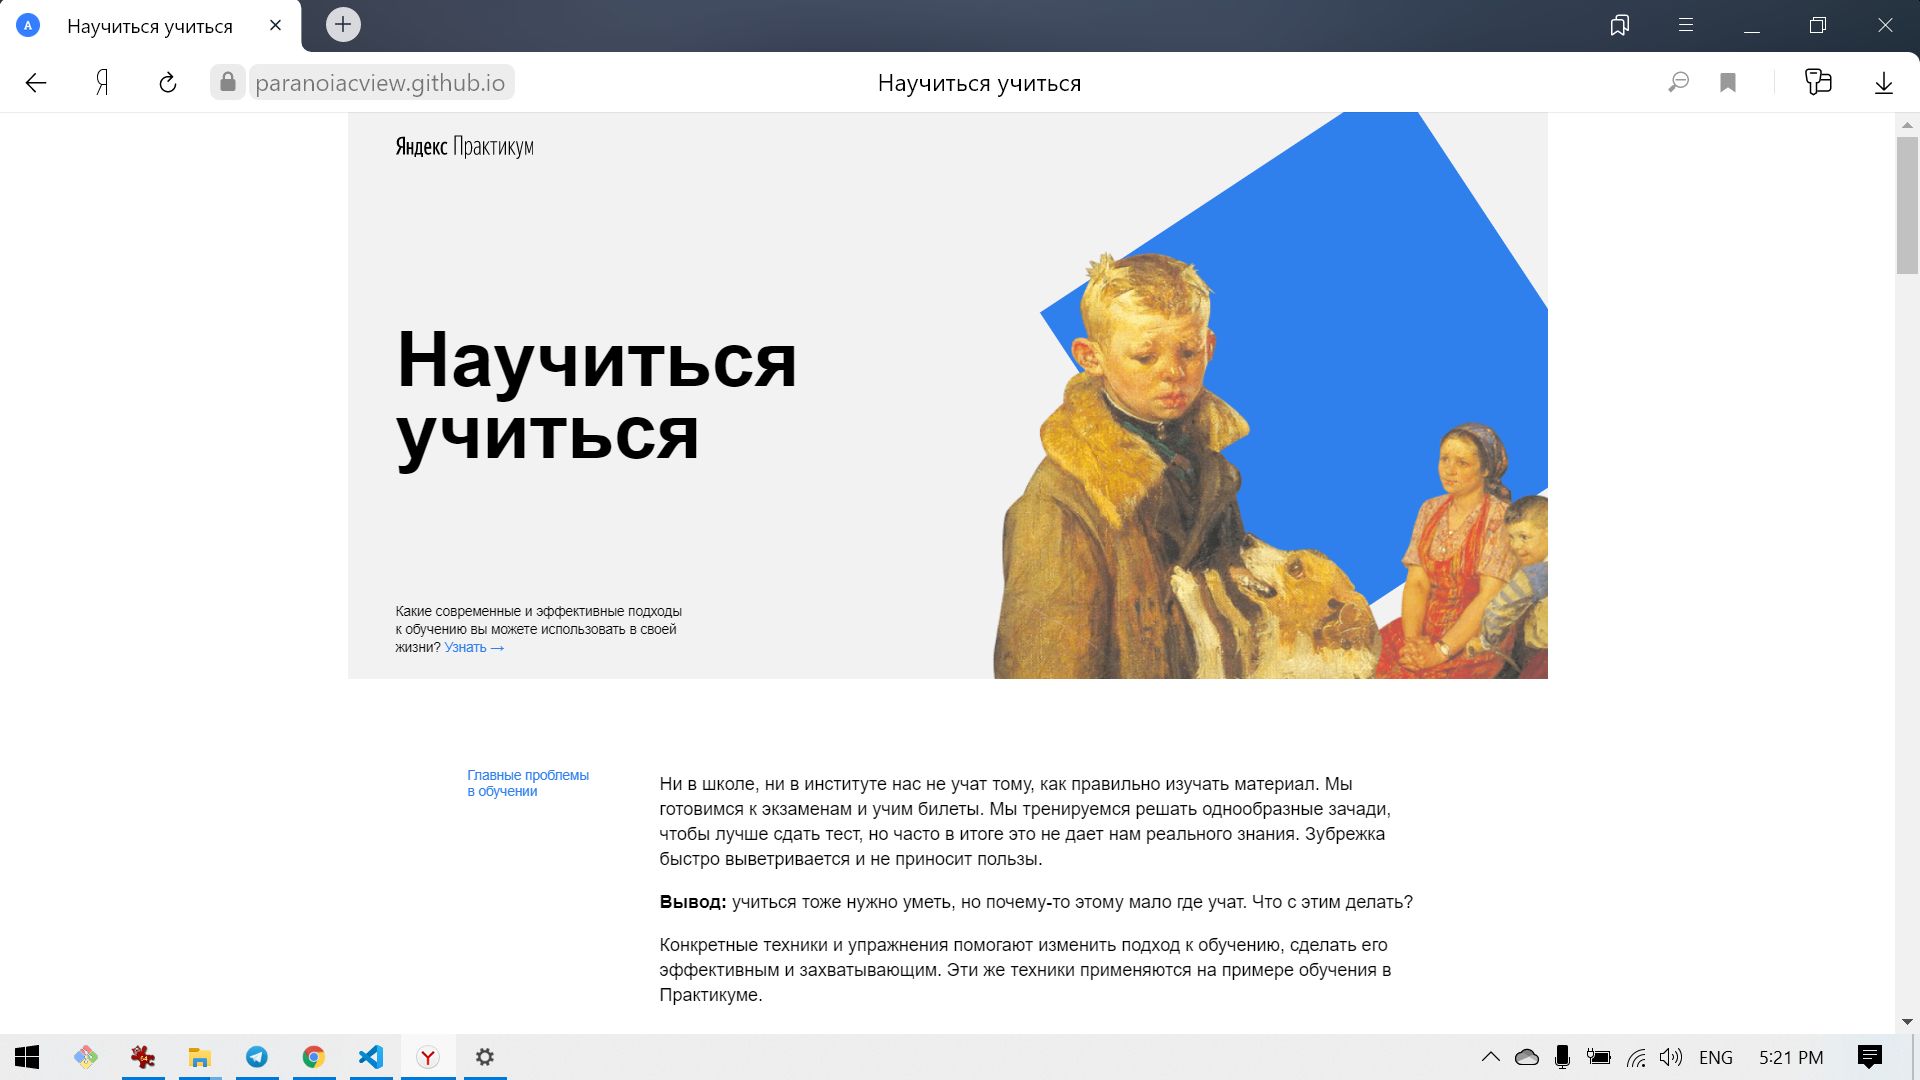 Научиться учиться
paranoiacview.github.io
Научиться учиться
Яндекс Практикум
Научиться
учиться
Какие современные и эффективные подходы
к обучению вы можете использовать в своей
жизни? Узнать →
Главные проблемы
в обучении
Ни в школе, ни в институте нас не учат тому, как правильно изучать материал. Мы
готовимся к экзаменам и учим билеты. Мы тренируемся решать однообразные зачади,
чтобы лучше сдать тест, но часто в итоге это не дает нам реального знания. Зубрежка
быстро выветривается и не приносит пользы.
Вывод: учиться тоже нужно уметь, но почему-то этому мало где учат. Что с этим делать?
Конкретные техники и упражнения помогают изменить подход к обучению, сделать его
эффективным и захватывающим. Эти же техники применяются на примере обучения в
Практикуме.
ENG
5:21 PM